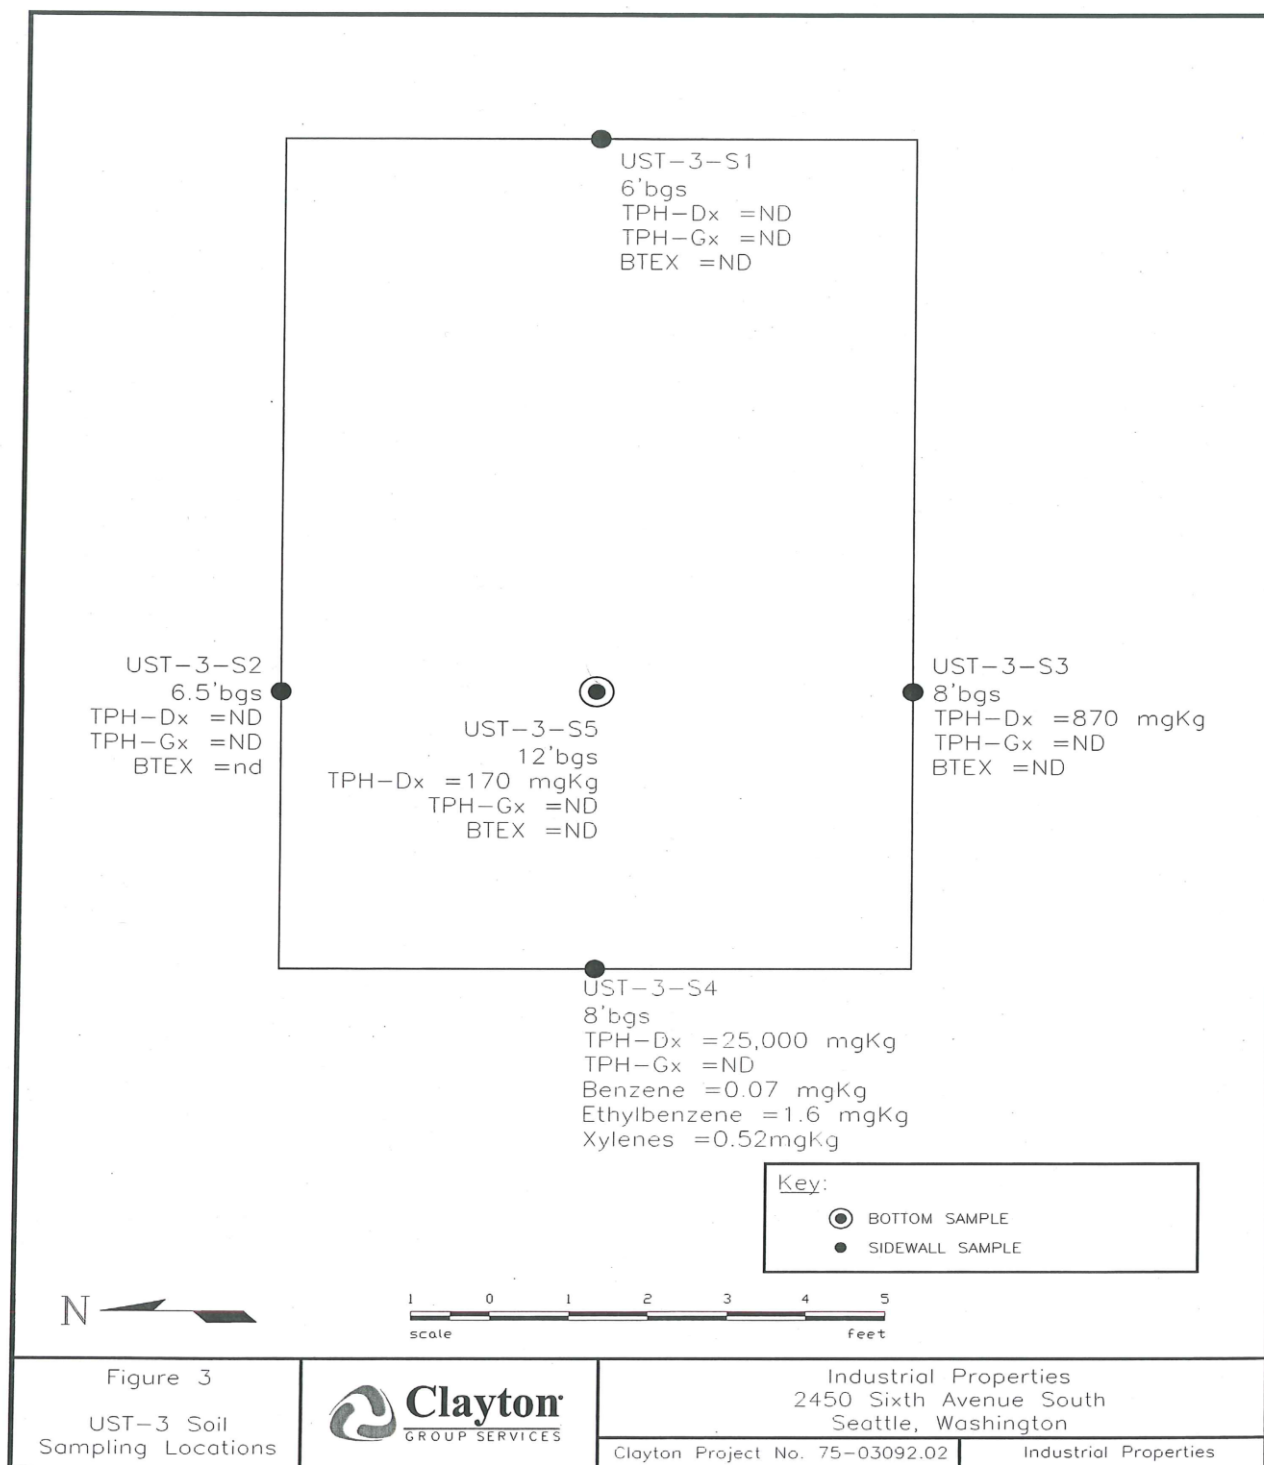 UST-3-S1
6'bgs
TPH-Dx =ND
TPH-Gx =ND
BTEX =ND
UST-3-S2
6.5'bgs
TPH-Dx =ND
TPH-Gx =ND
BTEX =nd
UST-3-S5
12'bgs
TPH-Dx =170 mgKg
TPH-Gx =ND
BTEX =ND
UST-3-S3
8'bgs
TPH-Dx =870 mgKg
TPH-Gx =ND
BTEX =ND
UST-3-S4
8'bgs
TPH-Dx =25,000 mgKg
TPH-Gx =ND
Benzene =0.07 mgKg
Ethylbenzene =1.6 mgKg
Xylenes =0.52mgKg
Key:
BOTTOM SAMPLE
SIDEWALL SAMPLE
N
1 0 1 2 3 4 5
scale feet
Figure 3
UST-3 Soil
Sampling Locations
Clayton
GROUP SERVICES
Industrial Properties
2450 Sixth Avenue South
Seattle, Washington
Clayton Project No. 75-03092.02
Industrial Properties